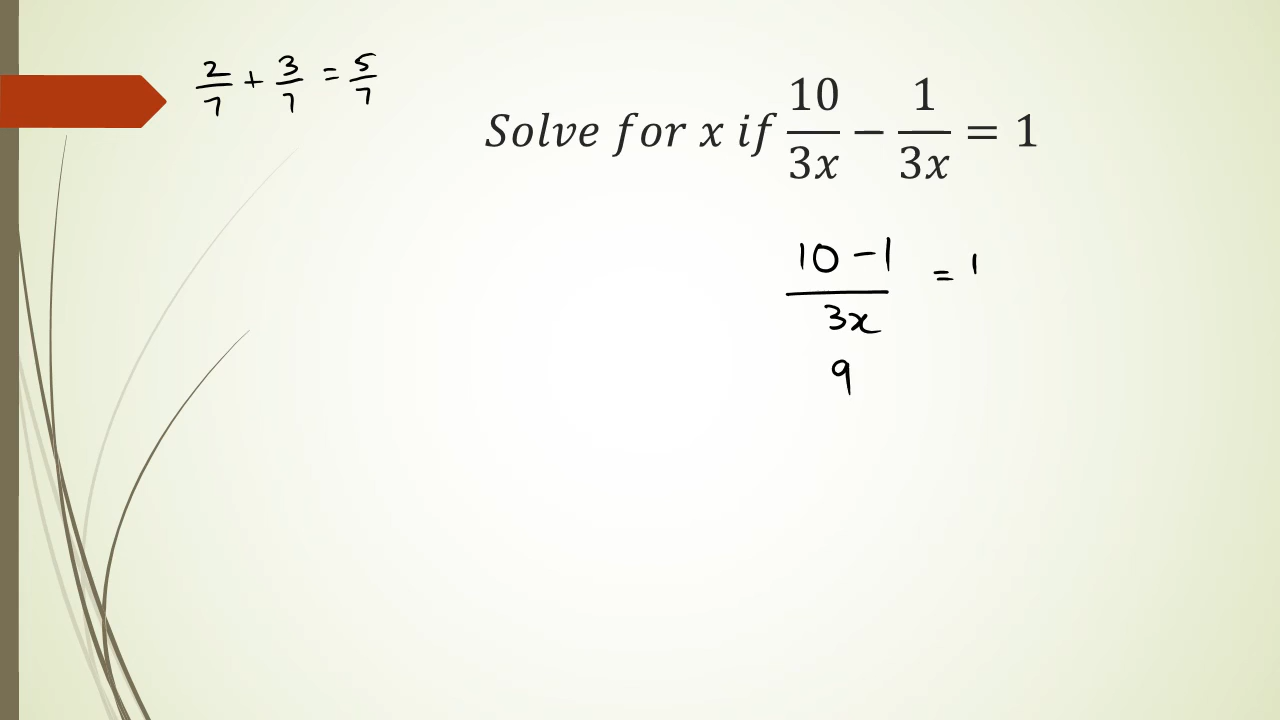 2/7 + 3/7 = 5/7
Solve for x if 10/3x − 1/3x = 1
10 − 1 / 3x = 1
9